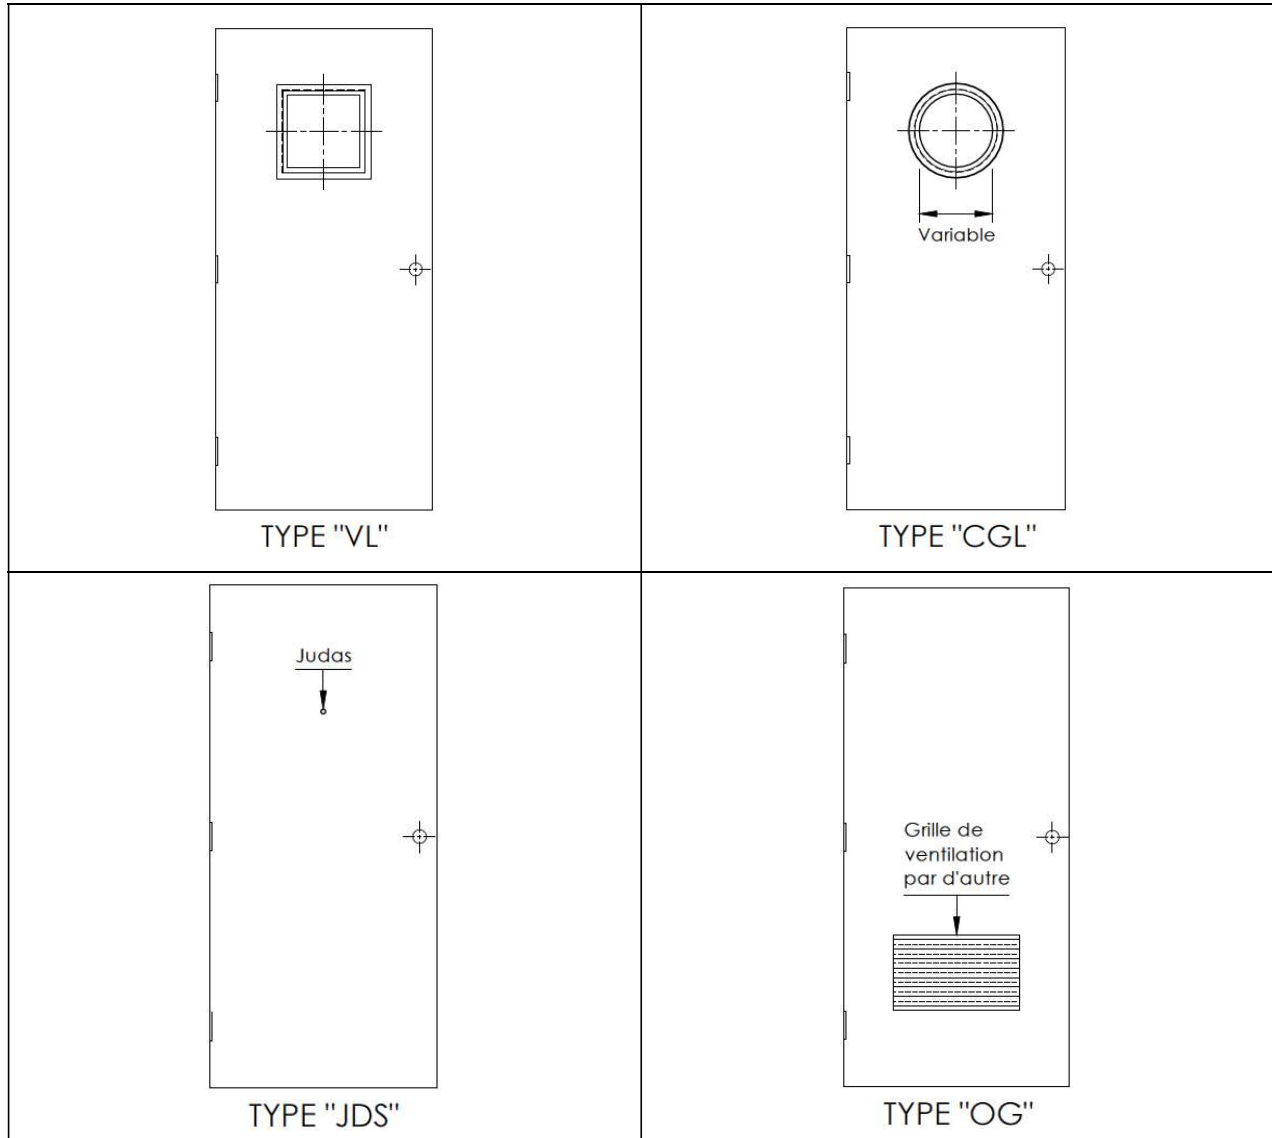 TYPE "VL"
Variable
TYPE "CGL"
Judas
TYPE "JDS"
Grille de
ventilation
par d'autre
TYPE "OG"